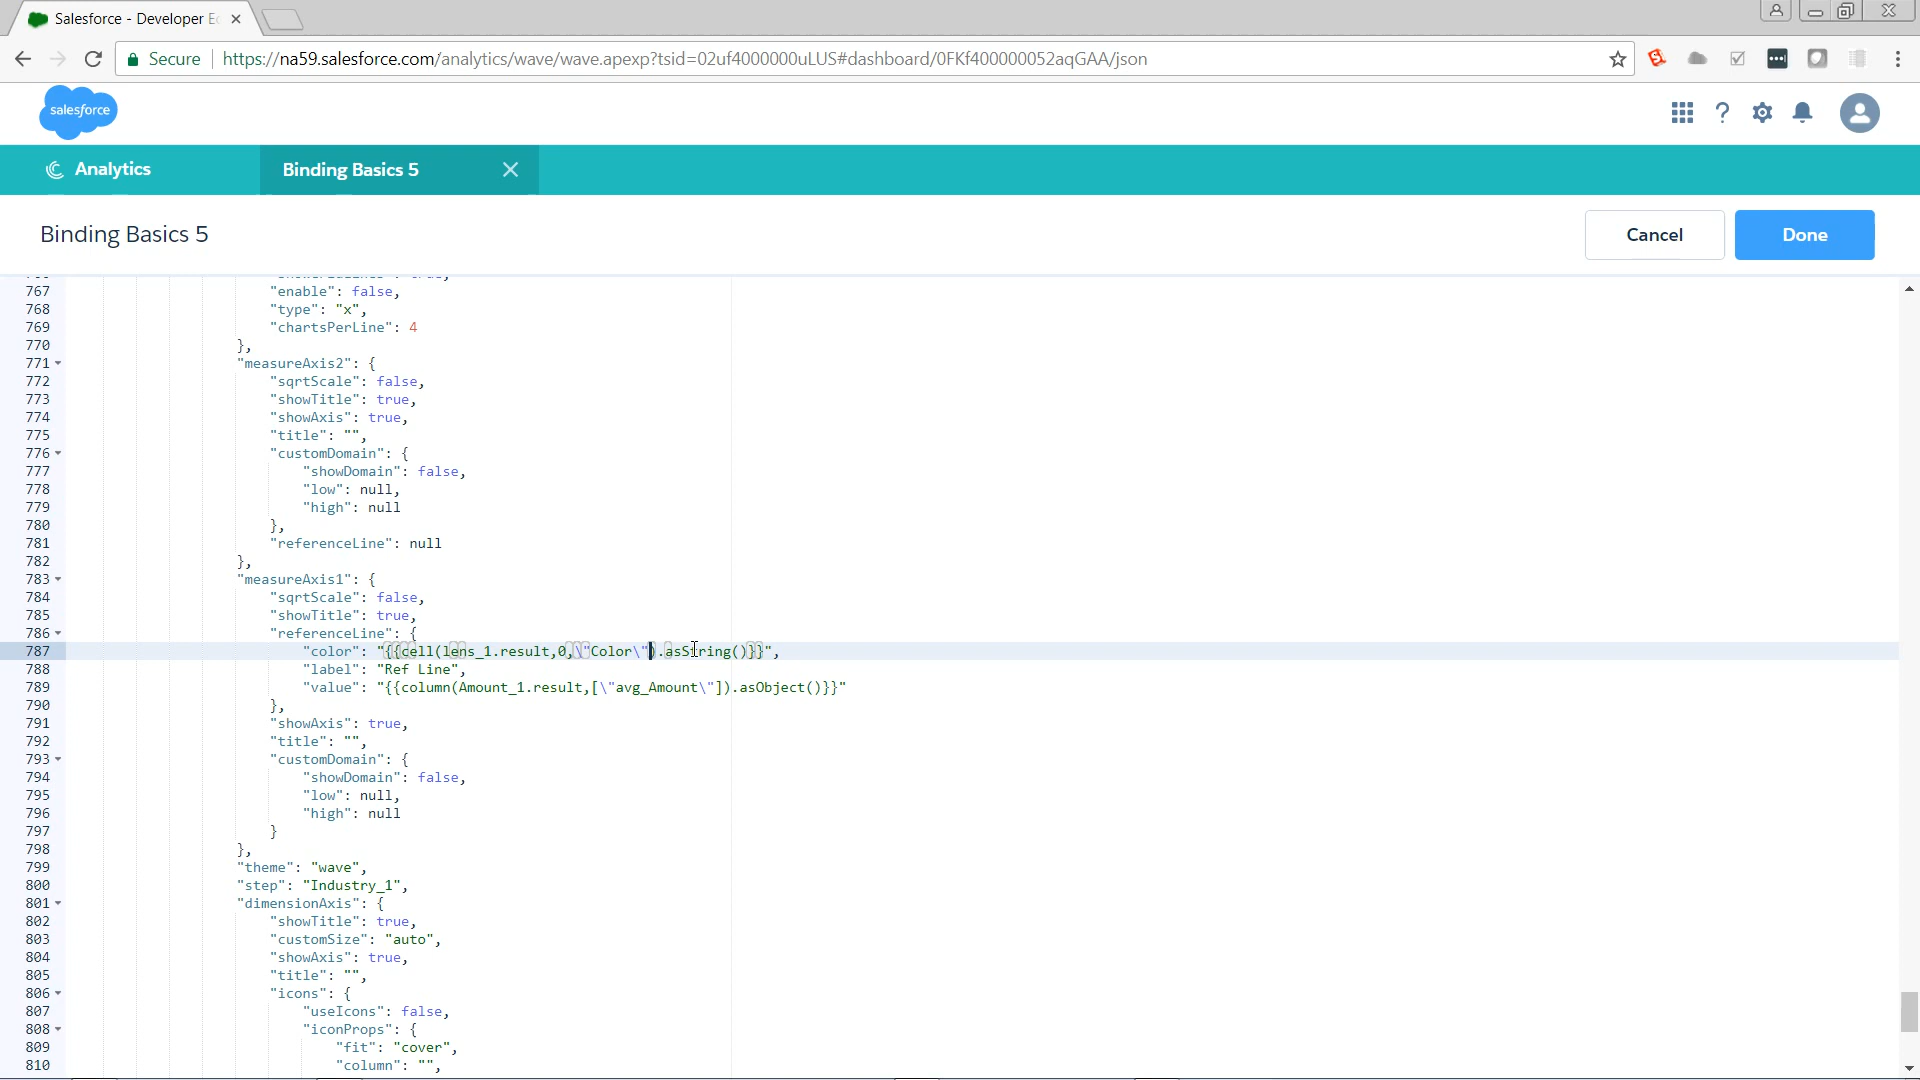 Salesforce - Developer Ec
Secure
https://na59.salesforce.com/analytics/wave/wave.apexp?tsid=02uf4000000uLUS#dashboard/0FKf400000052aqGAA/json
salesforce
Analytics
Binding Basics 5
Binding Basics 5
Cancel
Done
767 "enable": false,
768 "type": "x",
769 "chartsPerLine": 4
770 },
771 "measureAxis2": {
772 "sqrtScale": false,
773 "showTitle": true,
774 "showAxis": true,
775 "title": "",
776 "customDomain": {
777 "showDomain": false,
778 "low": null,
779 "high": null
780 },
781 "referenceLine": null
782 },
783 "measureAxis1": {
784 "sqrtScale": false,
785 "showTitle": true,
786 "referenceLine": {
787 "color": "{{cell(lens_1.result,0,\"Color\").asString()}}",
788 "label": "Ref Line",
789 "value": "{{column(Amount_1.result,[\"avg_Amount\"]).asObject()}}"
790 },
791 "showAxis": true,
792 "title": "",
793 "customDomain": {
794 "showDomain": false,
795 "low": null,
796 "high": null
797 }
798 },
799 "theme": "wave",
800 "step": "Industry_1",
801 "dimensionAxis": {
802 "showTitle": true,
803 "customSize": "auto",
804 "showAxis": true,
805 "title": "",
806 "icons": {
807 "useIcons": false,
808 "iconProps": {
809 "fit": "cover",
810 "column": "",